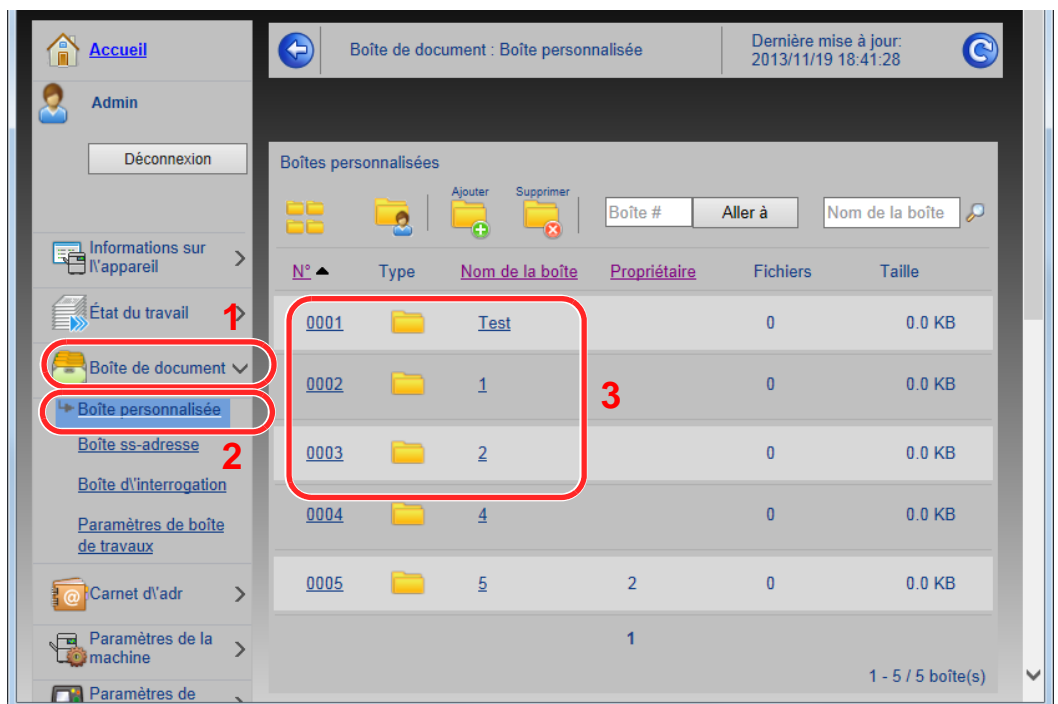 Accueil
Admin
Déconnexion
Informations sur
l\'appareil
État du travail
1
Boîte de document
Boîte personnalisée
Boîte ss-adresse
2
Boîte d\'interrogation
Paramètres de boîte
de travaux
Carnet d\'adr
Paramètres de la
machine
Paramètres de
Boîte de document : Boîte personnalisée
Dernière mise à jour:
2013/11/19 18:41:28
Boîtes personnalisées
Ajouter Supprimer
Boîte # Aller à Nom de la boîte
N° Type Nom de la boîte Propriétaire Fichiers Taille
0001 Test 0 0.0 KB
0002 1 0 0.0 KB
3
0003 2 0 0.0 KB
0004 4 0 0.0 KB
0005 5 2 0 0.0 KB
1
1 - 5 / 5 boîte(s)